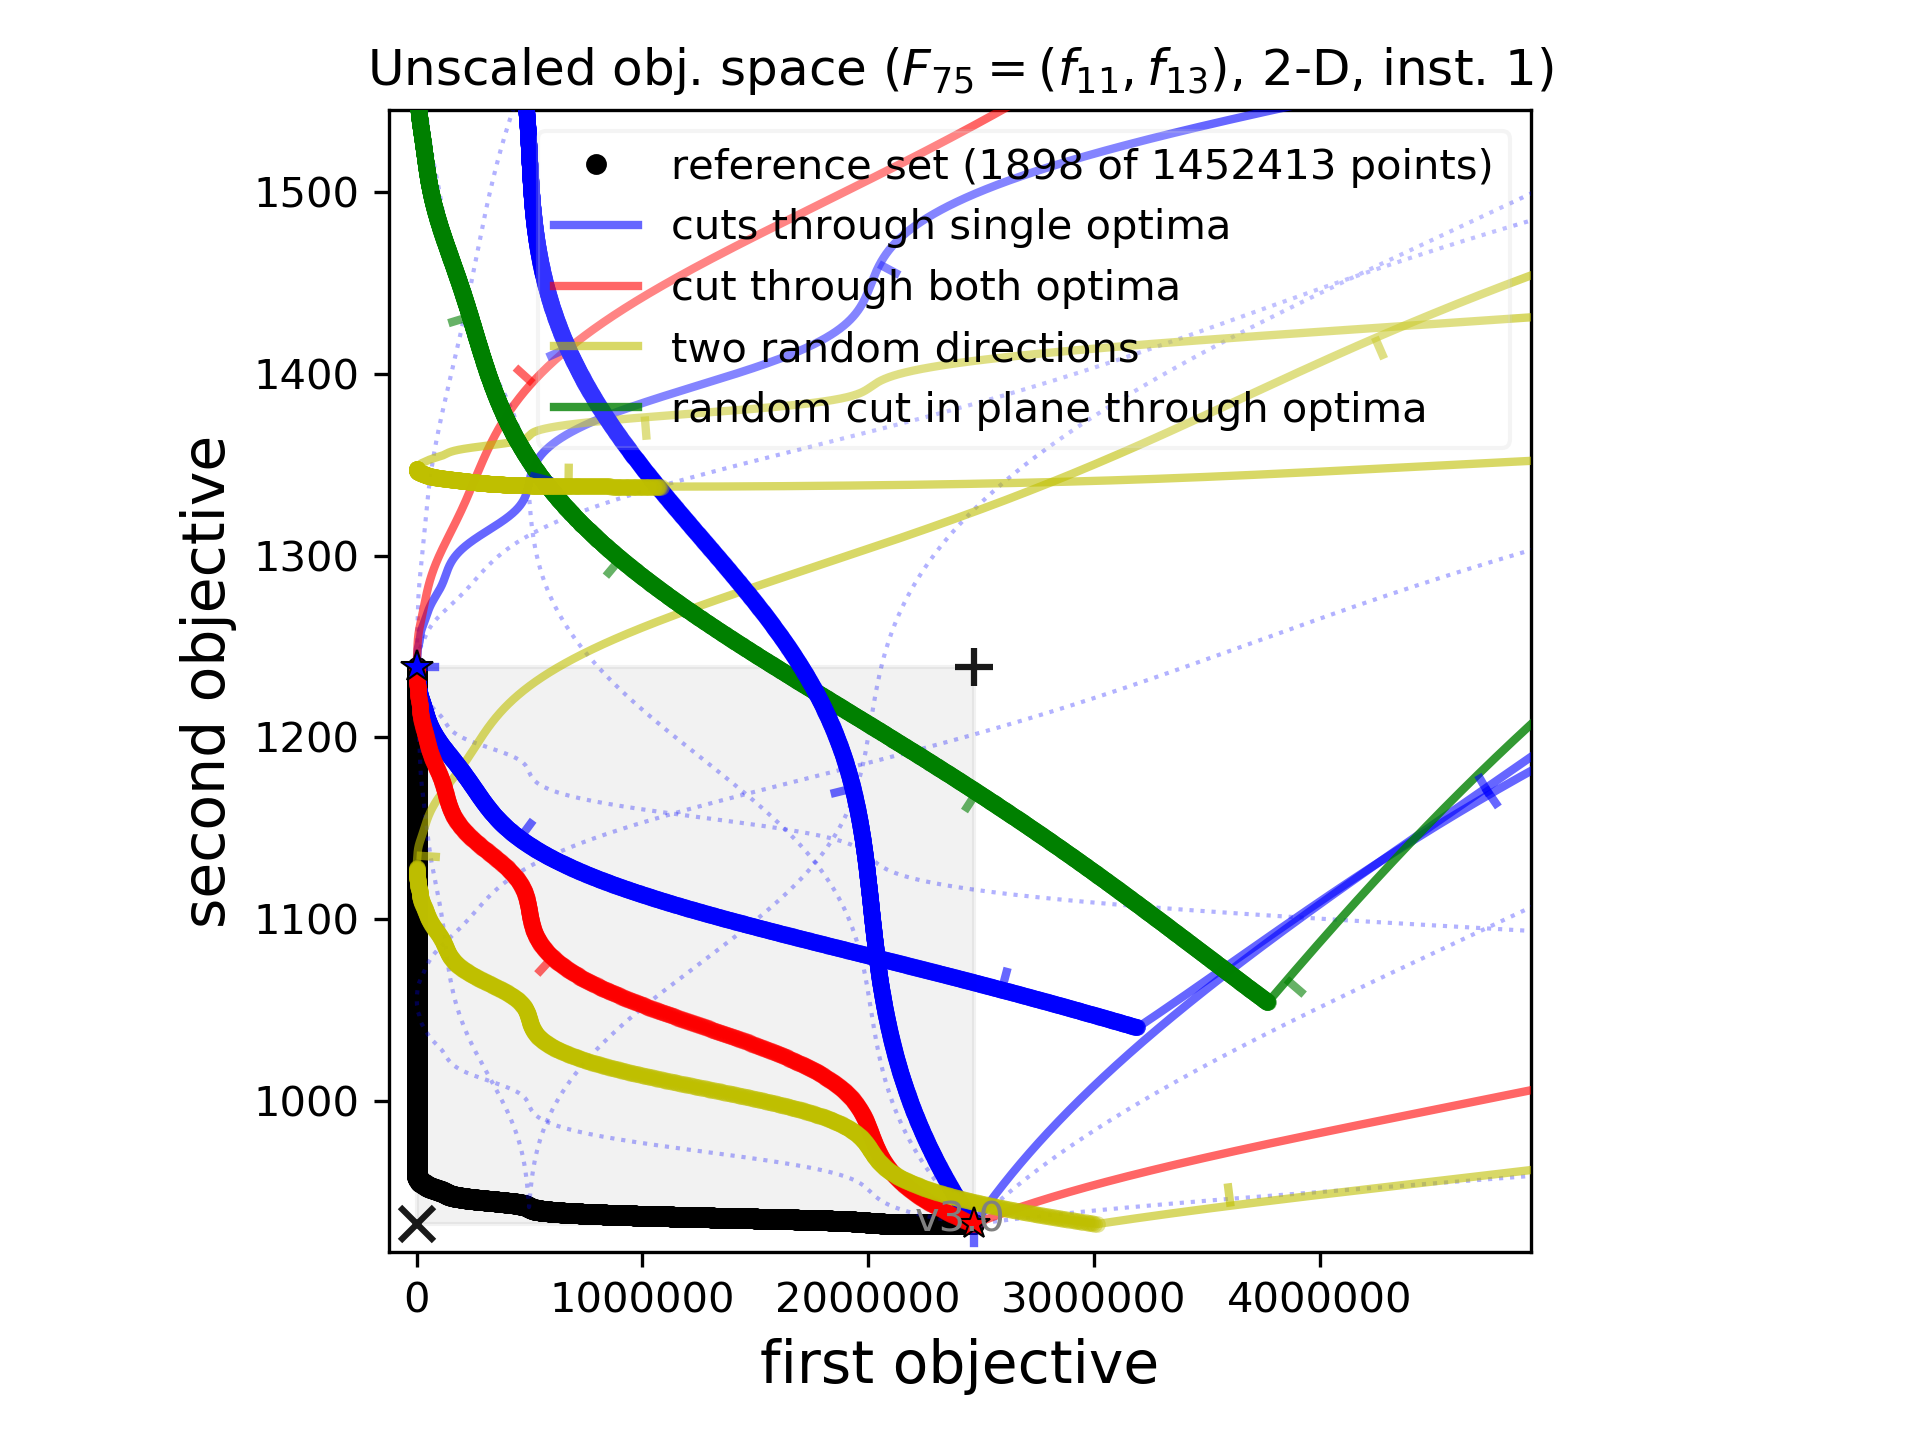 Unscaled obj. space (F75 = (f11, f13), 2-D, inst. 1)
reference set (1898 of 1452413 points)
cuts through single optima
cut through both optima
two random directions
random cut in plane through optima
1500
1400
1300
1200
1100
1000
second objective
v3.0
0 1000000 2000000 3000000 4000000
first objective